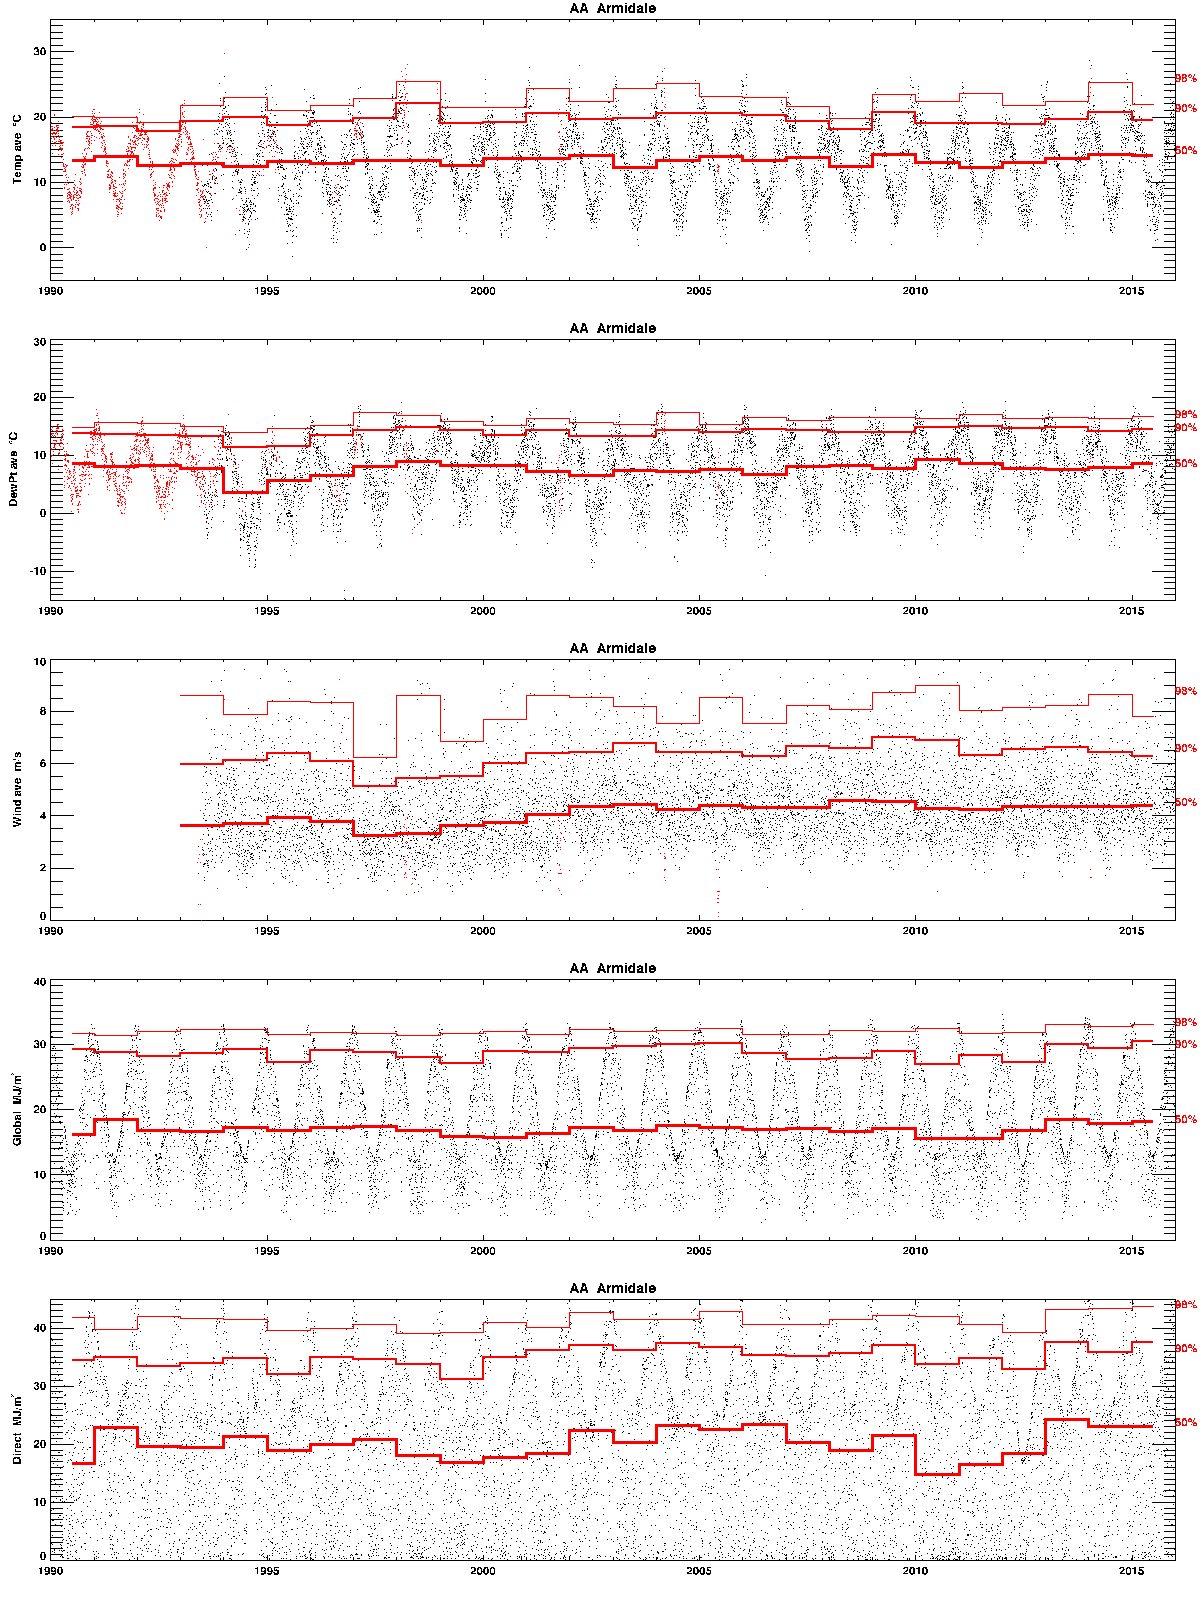 AA Armidale
Temp ave °C
30
20
10
0
98%
90%
50%
1990 1995 2000 2005 2010 2015
AA Armidale
DewPt ave °C
30
20
10
0
-10
98%
90%
50%
1990 1995 2000 2005 2010 2015
AA Armidale
Wind ave m/s
10
8
6
4
2
0
98%
90%
50%
1990 1995 2000 2005 2010 2015
AA Armidale
Global MJ/m²
40
30
20
10
0
98%
90%
50%
1990 1995 2000 2005 2010 2015
AA Armidale
Direct MJ/m²
40
30
20
10
0
98%
90%
50%
1990 1995 2000 2005 2010 2015